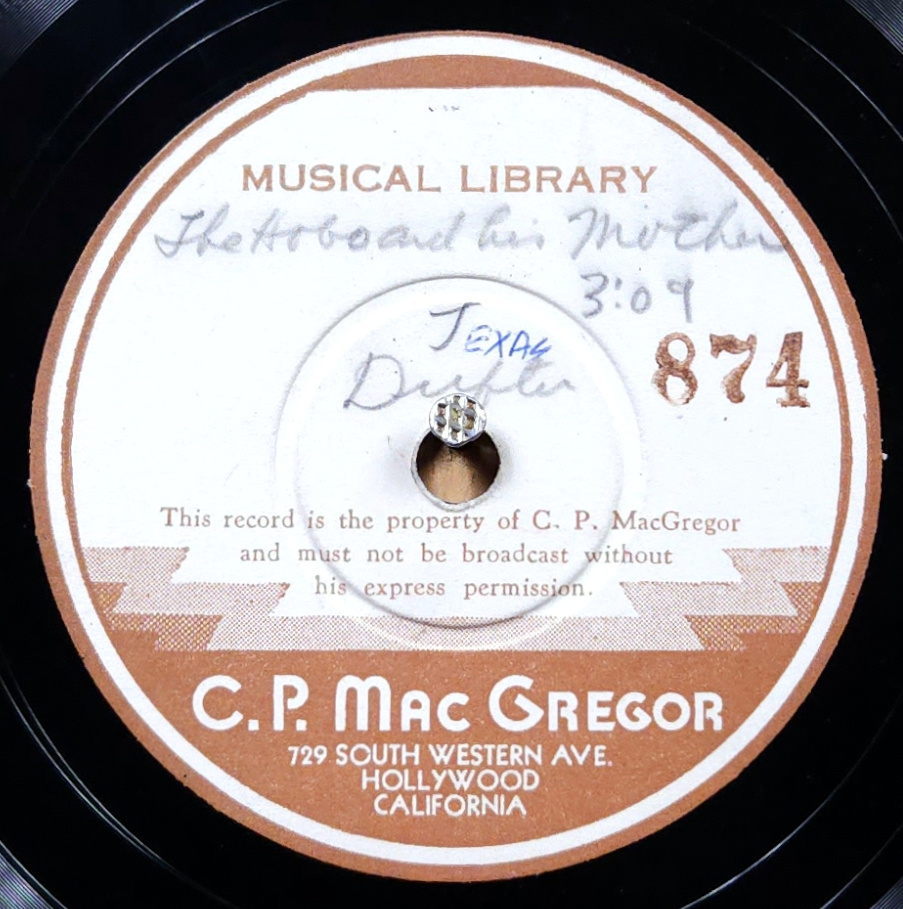 MUSICAL LIBRARY
The Hobo and his Mother
3:09
TEXAS
Drifter
874
This record is the property of C. P. MacGregor
and must not be broadcast without
his express permission.
C.P. MAC GREGOR
729 SOUTH WESTERN AVE.
HOLLYWOOD
CALIFORNIA